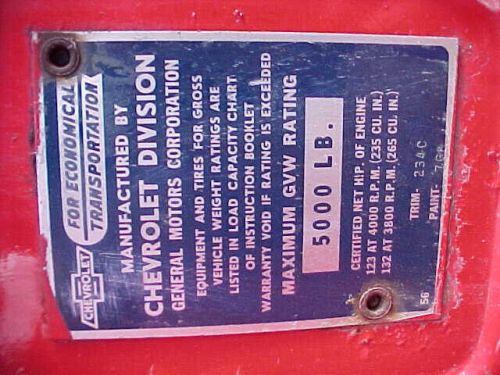 FOR ECONOMICAL
TRANSPORTATION
CHEVROLET
MANUFACTURED BY
CHEVROLET DIVISION
GENERAL MOTORS CORPORATION
EQUIPMENT AND TIRES FOR GROSS
VEHICLE WEIGHT RATINGS ARE
LISTED IN LOAD CAPACITY CHART
OF INSTRUCTION BOOKLET
WARRANTY VOID IF RATING IS EXCEEDED
MAXIMUM GVW RATING
5000 LB.
CERTIFIED NET H.P. OF ENGINE
123 AT 4000 R.P.M. (235 CU. IN.)
132 AT 3800 R.P.M. (265 CU. IN.)
TRIM- 234C
PAINT-
56